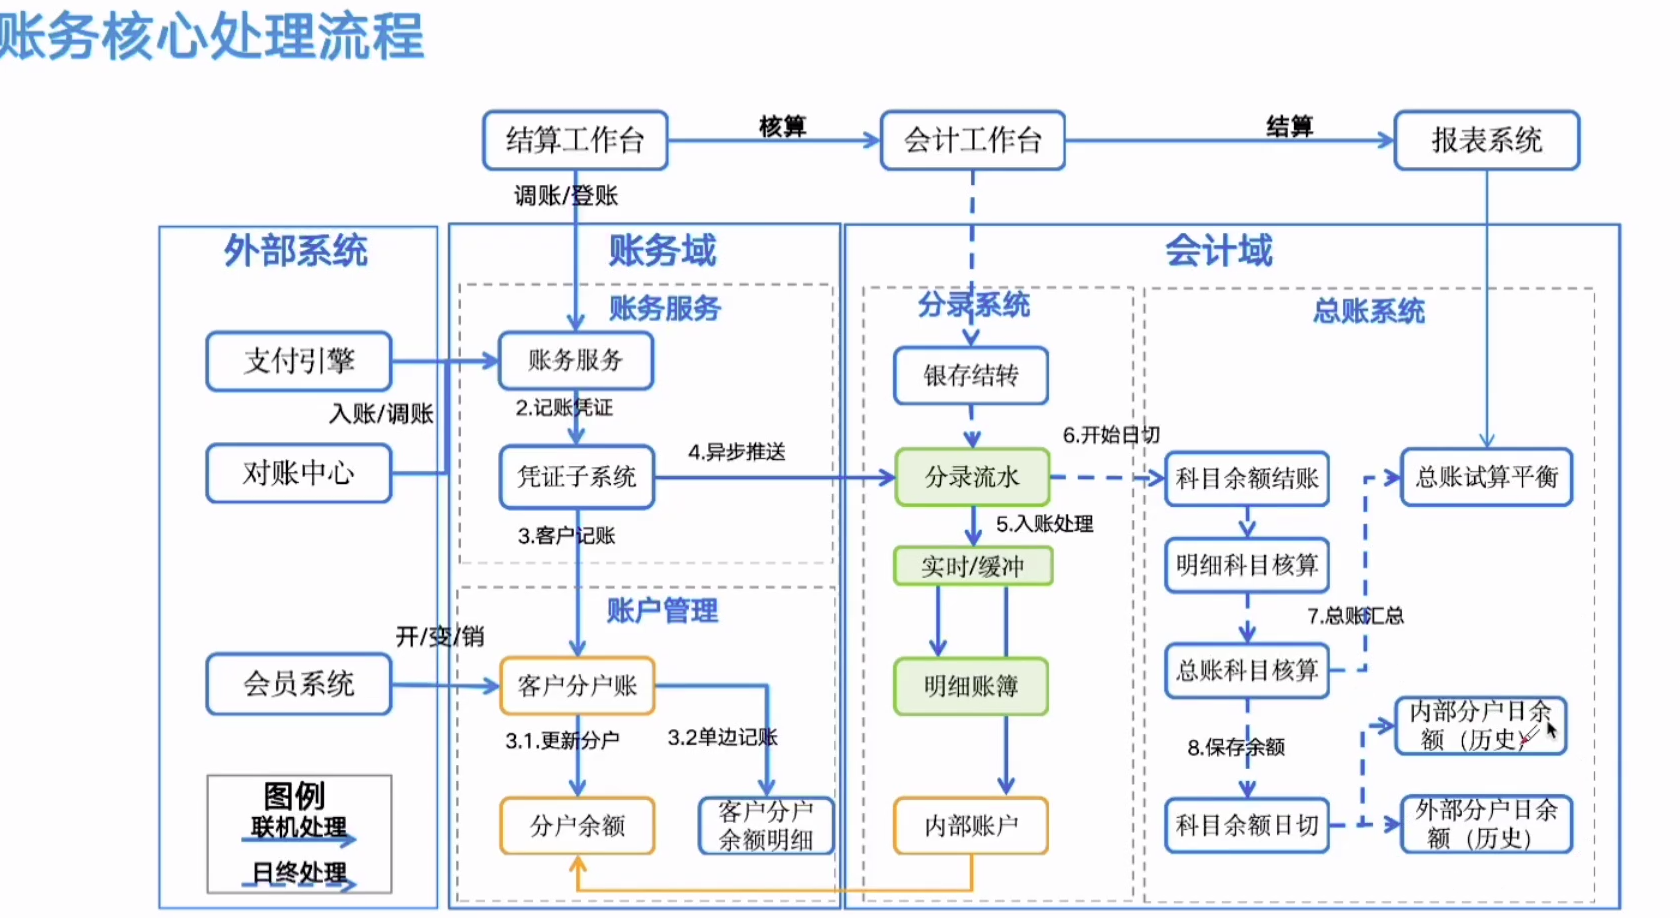 账务核心处理流程
结算工作台
核算
会计工作台
结算
报表系统
调账/登账
外部系统
账务域
会计域
账务服务
分录系统
总账系统
支付引擎
账务服务
银存结转
2.记账凭证
入账/调账
对账中心
凭证子系统
4.异步推送
分录流水
6.开始日切
科目余额结账
总账试算平衡
3.客户记账
5.入账处理
实时/缓冲
明细科目核算
账户管理
7.总账汇总
开/变/销
会员系统
客户分户账
明细账簿
总账科目核算
3.1.更新分户
3.2单边记账
8.保存余额
内部分户日余
额（历史）
分户余额
客户分户
余额明细
内部账户
科目余额日切
外部分户日余
额（历史）
图例
联机处理
日终处理